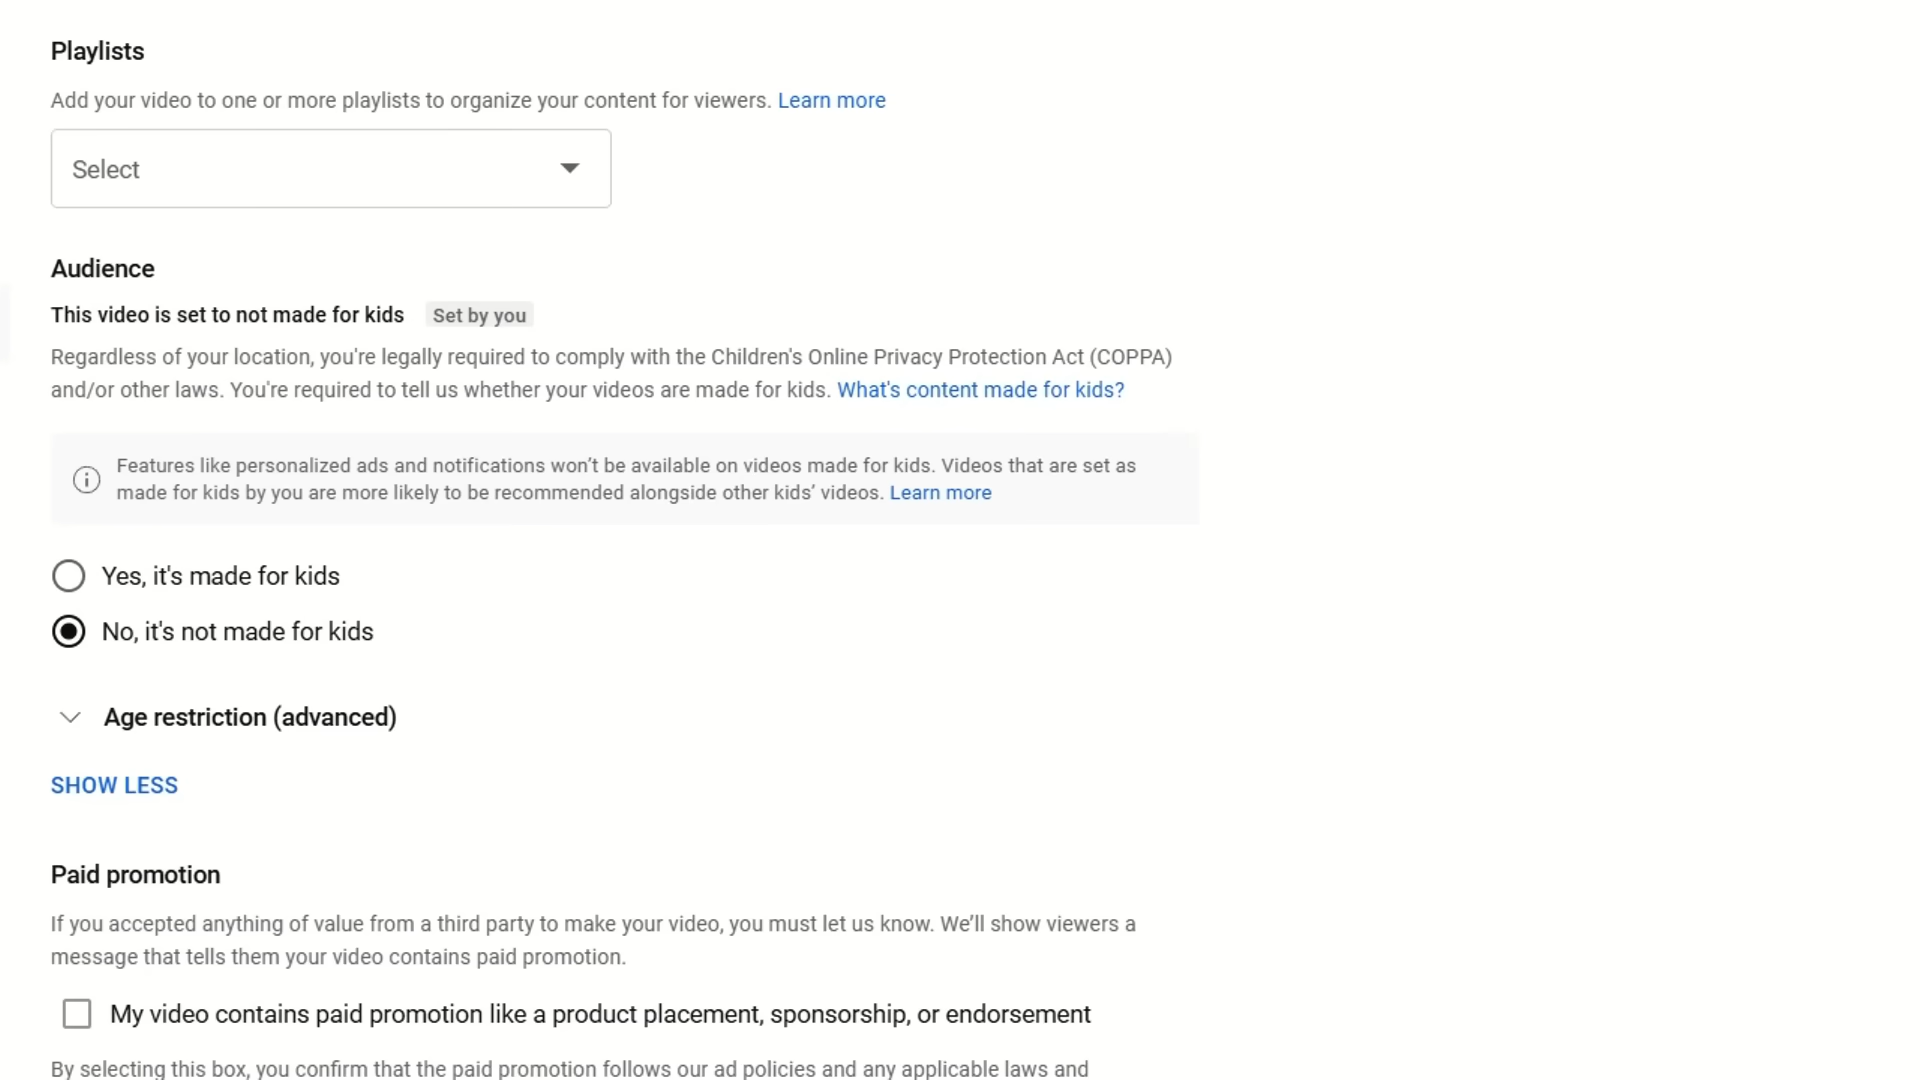 Playlists
Add your video to one or more playlists to organize your content for viewers. Learn more
Select
Audience
This video is set to not made for kids Set by you
Regardless of your location, you're legally required to comply with the Children's Online Privacy Protection Act (COPPA)
and/or other laws. You're required to tell us whether your videos are made for kids. What's content made for kids?
Features like personalized ads and notifications won’t be available on videos made for kids. Videos that are set as
made for kids by you are more likely to be recommended alongside other kids’ videos. Learn more
Yes, it's made for kids
No, it's not made for kids
Age restriction (advanced)
SHOW LESS
Paid promotion
If you accepted anything of value from a third party to make your video, you must let us know. We’ll show viewers a
message that tells them your video contains paid promotion.
My video contains paid promotion like a product placement, sponsorship, or endorsement
By selecting this box, you confirm that the paid promotion follows our ad policies and any applicable laws and